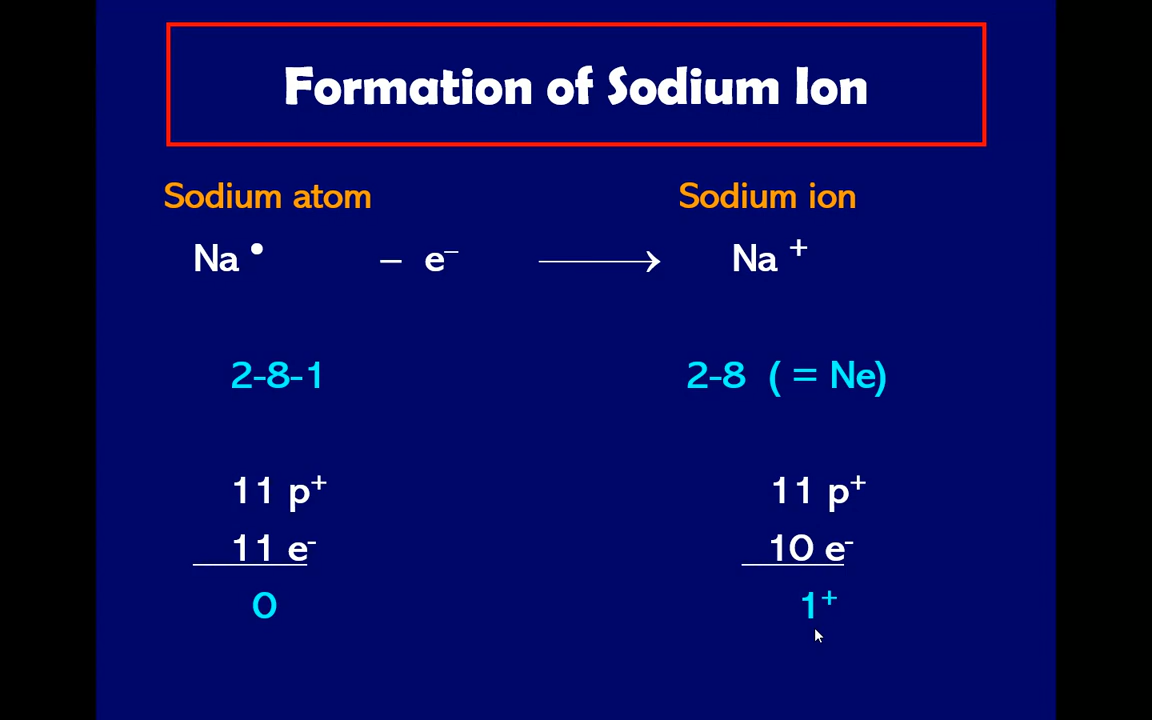 Formation of Sodium Ion
Sodium atom Sodium ion
Na • – e⁻ ⟶ Na ⁺
2-8-1 2-8 ( = Ne)
11 p⁺ 11 p⁺
11 e⁻ 10 e⁻
0 1⁺